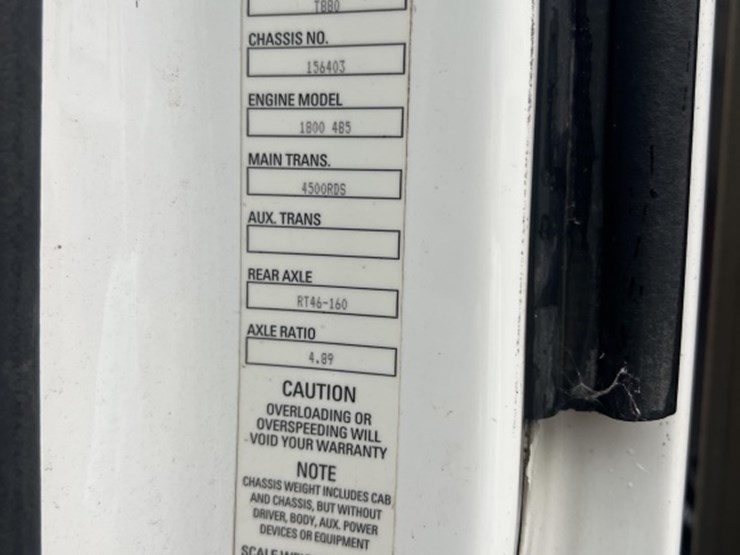 T880
CHASSIS NO.
156403
ENGINE MODEL
1800 485
MAIN TRANS.
4500RDS
AUX. TRANS
REAR AXLE
RT46-160
AXLE RATIO
4.89
CAUTION
OVERLOADING OR
OVERSPEEDING WILL
VOID YOUR WARRANTY
NOTE
CHASSIS WEIGHT INCLUDES CAB
AND CHASSIS, BUT WITHOUT
DRIVER, BODY, AUX. POWER
DEVICES OR EQUIPMENT
SCALE